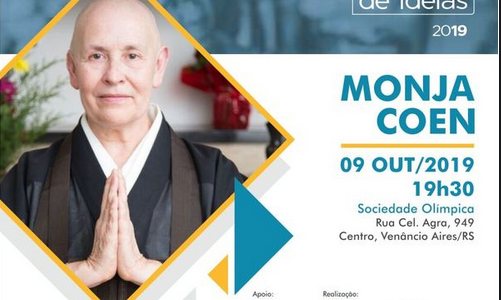 de ideias
2019
MONJA
COEN
09 OUT/2019
19h30
Sociedade Olímpica
Rua Cel. Agra, 949
Centro, Venâncio Aires/RS
Apoio:
Realização: